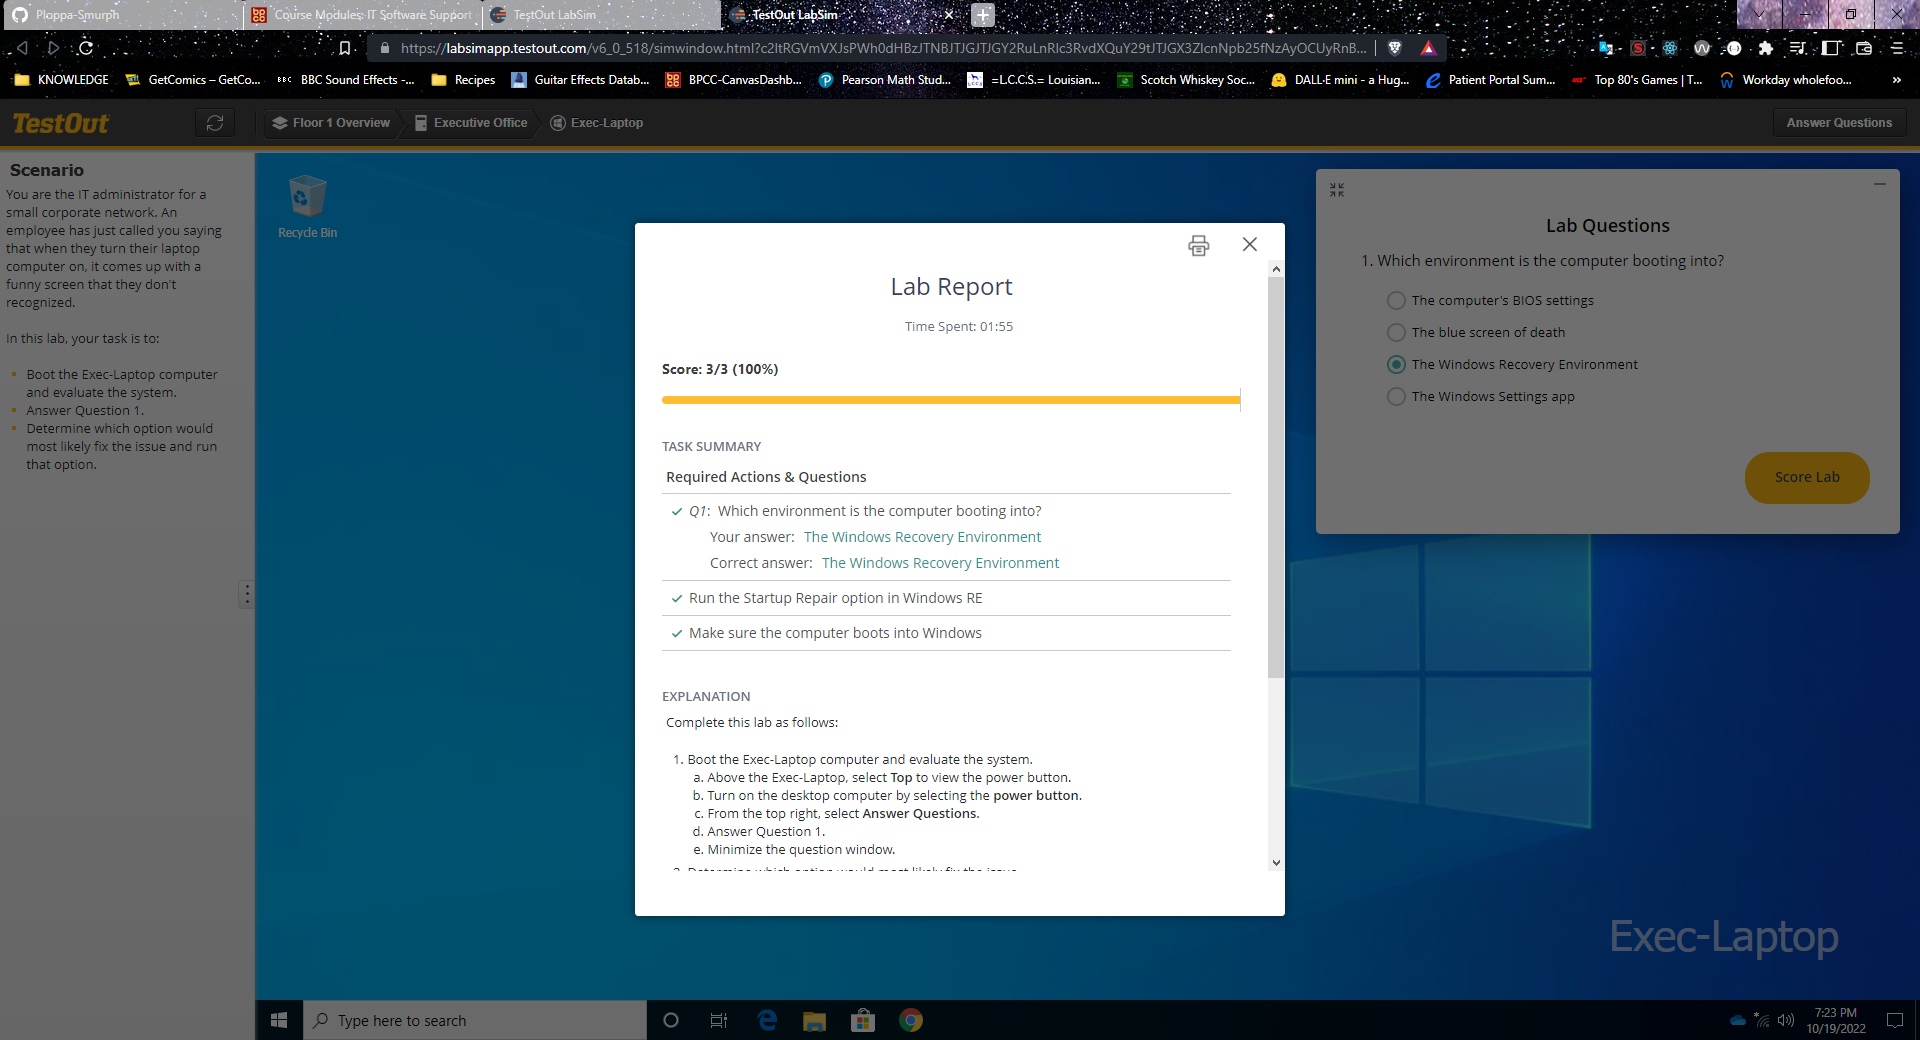 Ploppa-Smurph
Course Modules: IT Software Support
TestOut LabSim
TestOut LabSim
https://labsimapp.testout.com/v6_0_518/simwindow.html?
KNOWLEDGE
GetComics – GetCo...
BBC
BBC Sound Effects -...
Recipes
Guitar Effects Datab...
BPCC-CanvasDashb...
Pearson Math Stud...
=L.C.C.S.= Louisian...
Scotch Whiskey Soc...
DALL·E mini - a Hug...
Patient Portal Sum...
Top 80's Games | T...
Workday wholefoo...
TestOut
Floor 1 Overview
Executive Office
Exec-Laptop
Answer Questions
Scenario
You are the IT administrator for a
small corporate network. An
employee has just called you saying
that when they turn their laptop
computer on, it comes up with a
funny screen that they don't
recognized.
In this lab, your task is to:
Boot the Exec-Laptop computer
and evaluate the system.
Answer Question 1.
Determine which option would
most likely fix the issue and run
that option.
Recycle Bin
Lab Report
Time Spent: 01:55
Score: 3/3 (100%)
TASK SUMMARY
Required Actions & Questions
Q1: Which environment is the computer booting into?
Your answer: The Windows Recovery Environment
Correct answer: The Windows Recovery Environment
Run the Startup Repair option in Windows RE
Make sure the computer boots into Windows
EXPLANATION
Complete this lab as follows:
1. Boot the Exec-Laptop computer and evaluate the system.
a. Above the Exec-Laptop, select Top to view the power button.
b. Turn on the desktop computer by selecting the power button.
c. From the top right, select Answer Questions.
d. Answer Question 1.
e. Minimize the question window.
2. Determine which option would most likely fix the issue
Lab Questions
1. Which environment is the computer booting into?
The computer's BIOS settings
The blue screen of death
The Windows Recovery Environment
The Windows Settings app
Score Lab
Exec-Laptop
Type here to search
7:23 PM
10/19/2022